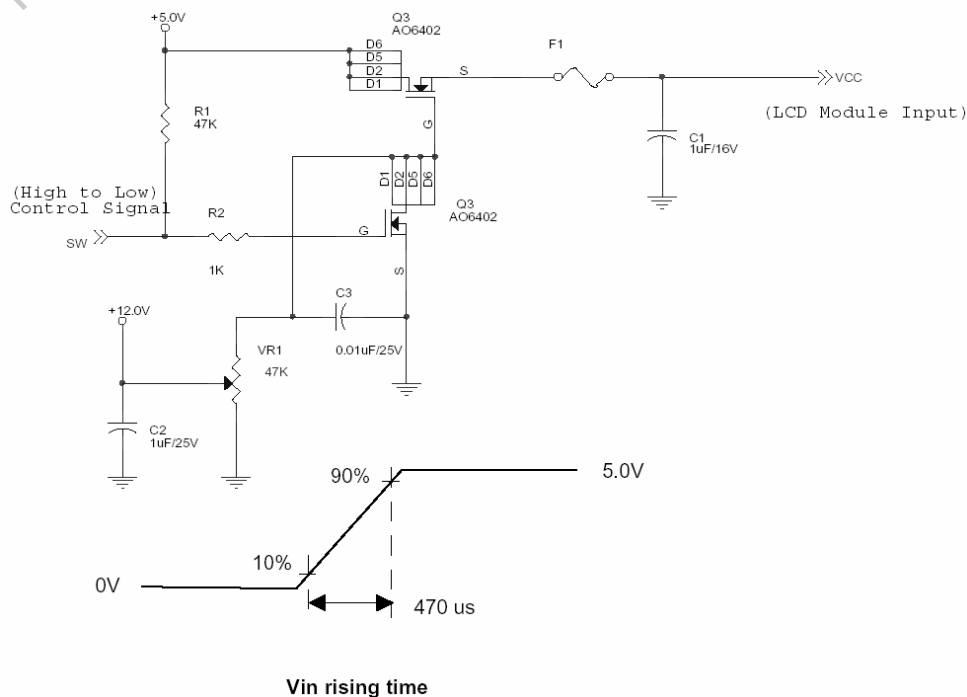 Q3
AO6402
+5.0V
D6
D5
D2
D1
S
G
F1
VCC
(LCD Module Input)
R1
47K
C1
1uF/16V
D1
D2
D5
D6
Q3
AO6402
(High to Low)
Control Signal
SW
R2
1K
G
S
+12.0V
C3
0.01uF/25V
VR1
47K
C2
1uF/25V
90%
5.0V
10%
0V
470 us
Vin rising time